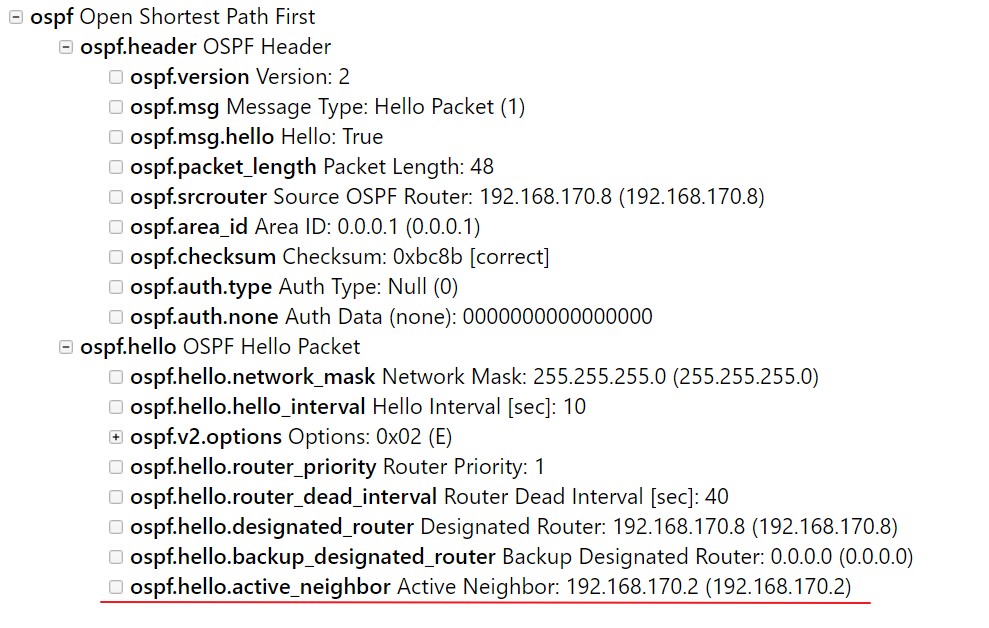 ospf Open Shortest Path First
ospf.header OSPF Header
ospf.version Version: 2
ospf.msg Message Type: Hello Packet (1)
ospf.msg.hello Hello: True
ospf.packet_length Packet Length: 48
ospf.srcrouter Source OSPF Router: 192.168.170.8 (192.168.170.8)
ospf.area_id Area ID: 0.0.0.1 (0.0.0.1)
ospf.checksum Checksum: 0xbc8b [correct]
ospf.auth.type Auth Type: Null (0)
ospf.auth.none Auth Data (none): 0000000000000000
ospf.hello OSPF Hello Packet
ospf.hello.network_mask Network Mask: 255.255.255.0 (255.255.255.0)
ospf.hello.hello_interval Hello Interval [sec]: 10
ospf.v2.options Options: 0x02 (E)
ospf.hello.router_priority Router Priority: 1
ospf.hello.router_dead_interval Router Dead Interval [sec]: 40
ospf.hello.designated_router Designated Router: 192.168.170.8 (192.168.170.8)
ospf.hello.backup_designated_router Backup Designated Router: 0.0.0.0 (0.0.0.0)
ospf.hello.active_neighbor Active Neighbor: 192.168.170.2 (192.168.170.2)